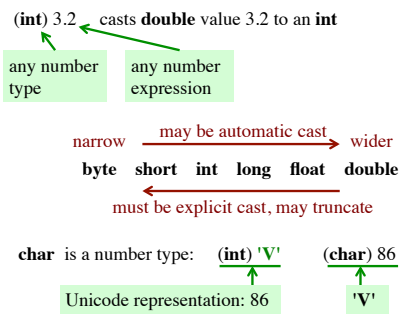 (int) 3.2    casts double value 3.2 to an int
any number type
any number expression
narrow    may be automatic cast    wider
byte short int long float double
must be explicit cast, may truncate
char is a number type:    (int) 'V'    (char) 86
Unicode representation: 86    'V'